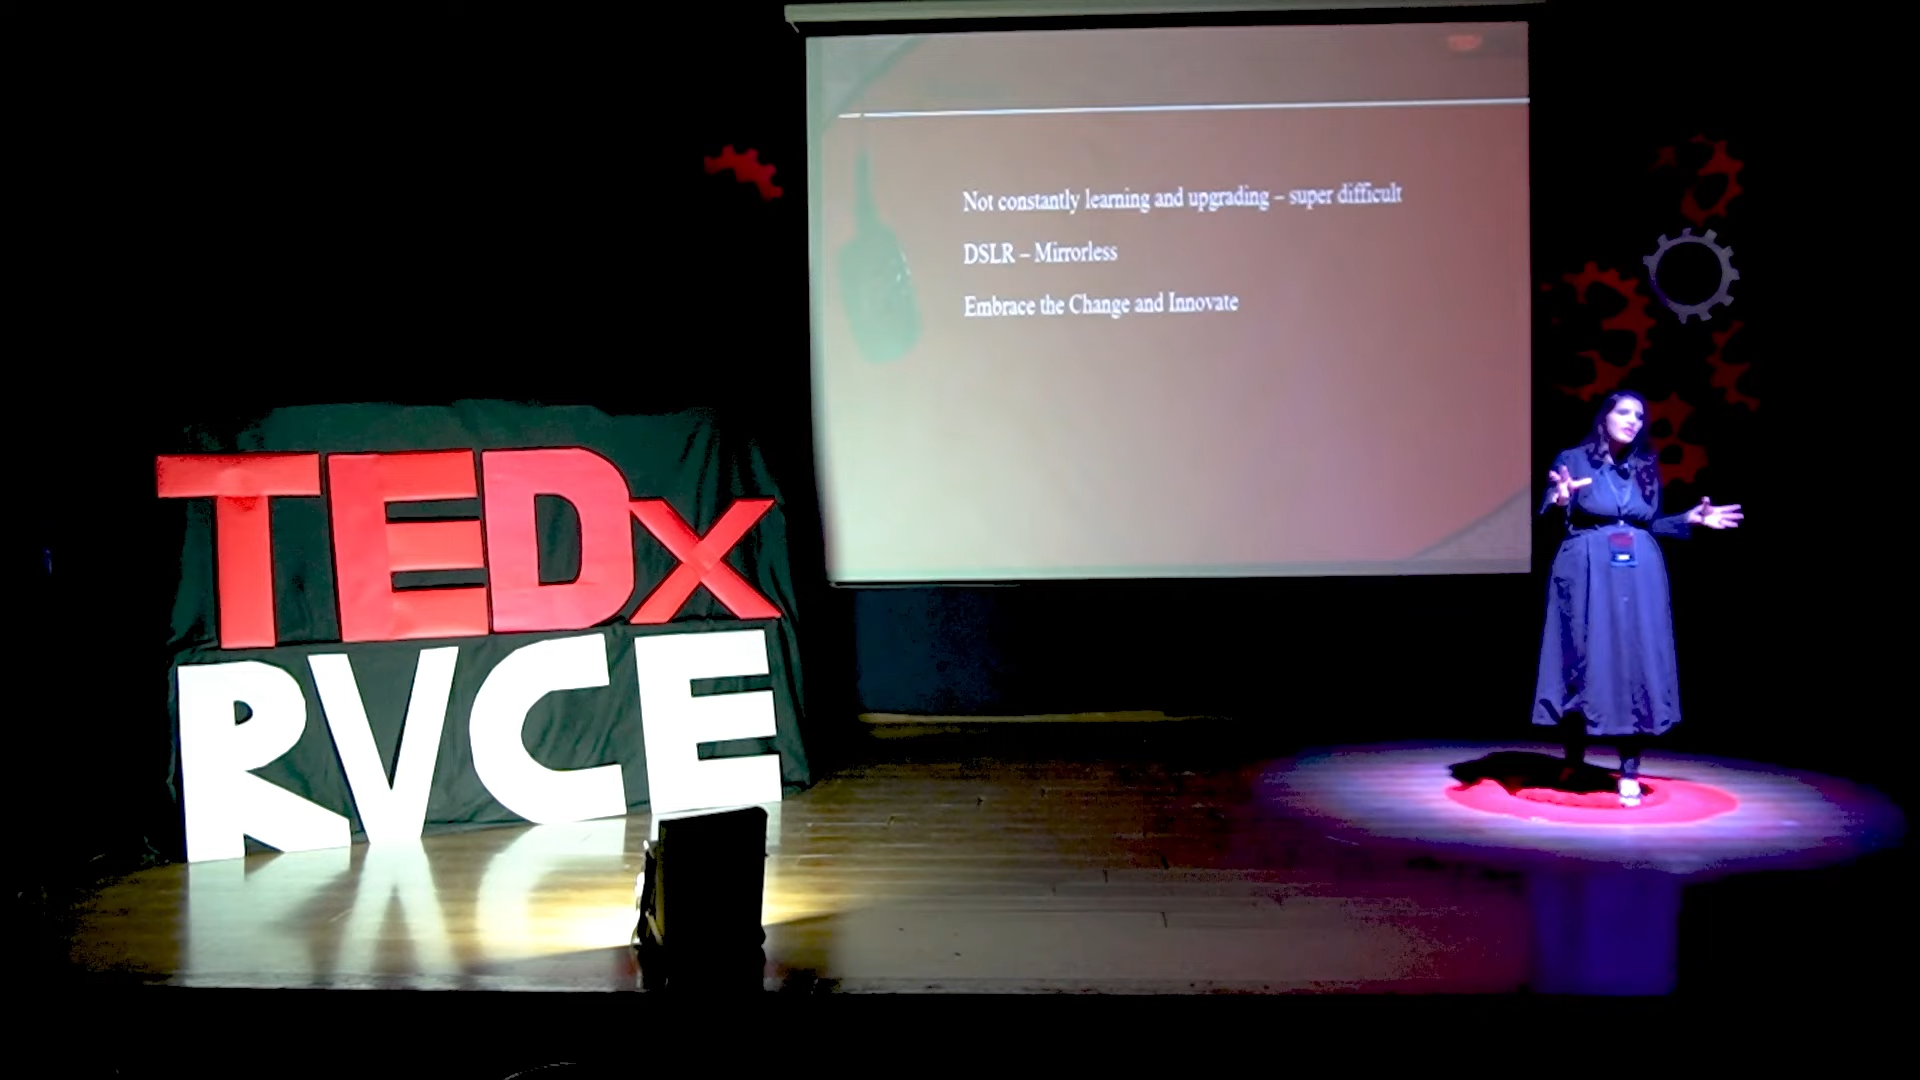 Not constantly learning and upgrading – super difficult
DSLR – Mirrorless
Embrace the Change and Innovate
TEDx
RVCE